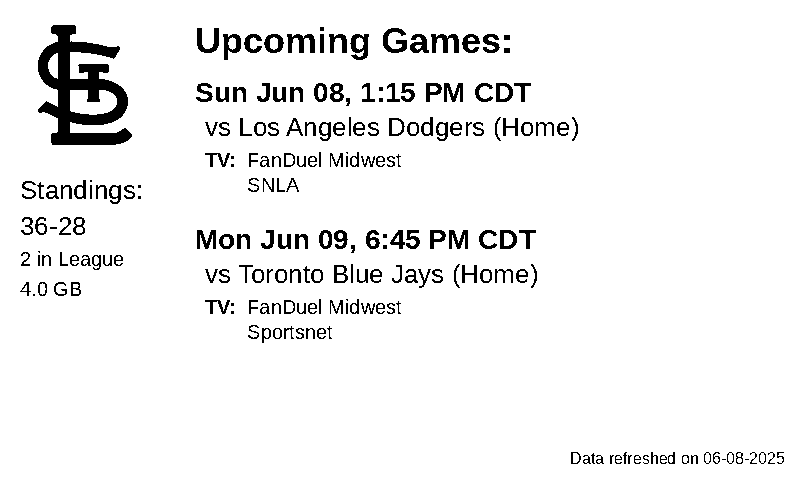 STL
Standings:
36-28
2 in League
4.0 GB
Upcoming Games:
Sun Jun 08, 1:15 PM CDT
vs Los Angeles Dodgers (Home)
TV: FanDuel Midwest
SNLA
Mon Jun 09, 6:45 PM CDT
vs Toronto Blue Jays (Home)
TV: FanDuel Midwest
Sportsnet
Data refreshed on 06-08-2025